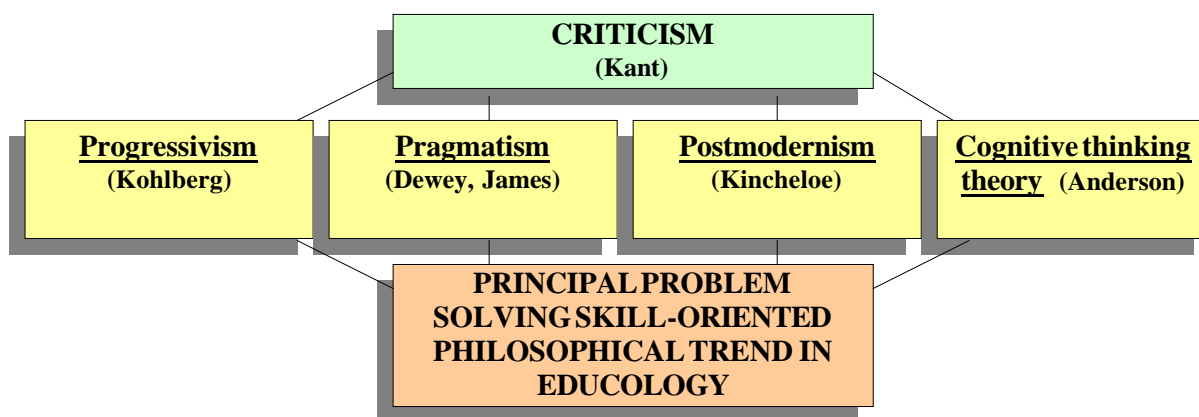 CRITICISM
(Kant)
Progressivism
(Kohlberg)
Pragmatism
(Dewey, James)
Postmodernism
(Kincheloe)
Cognitive thinking
theory (Anderson)
PRINCIPAL PROBLEM
SOLVING SKILL-ORIENTED
PHILOSOPHICAL TREND IN
EDUCOLOGY